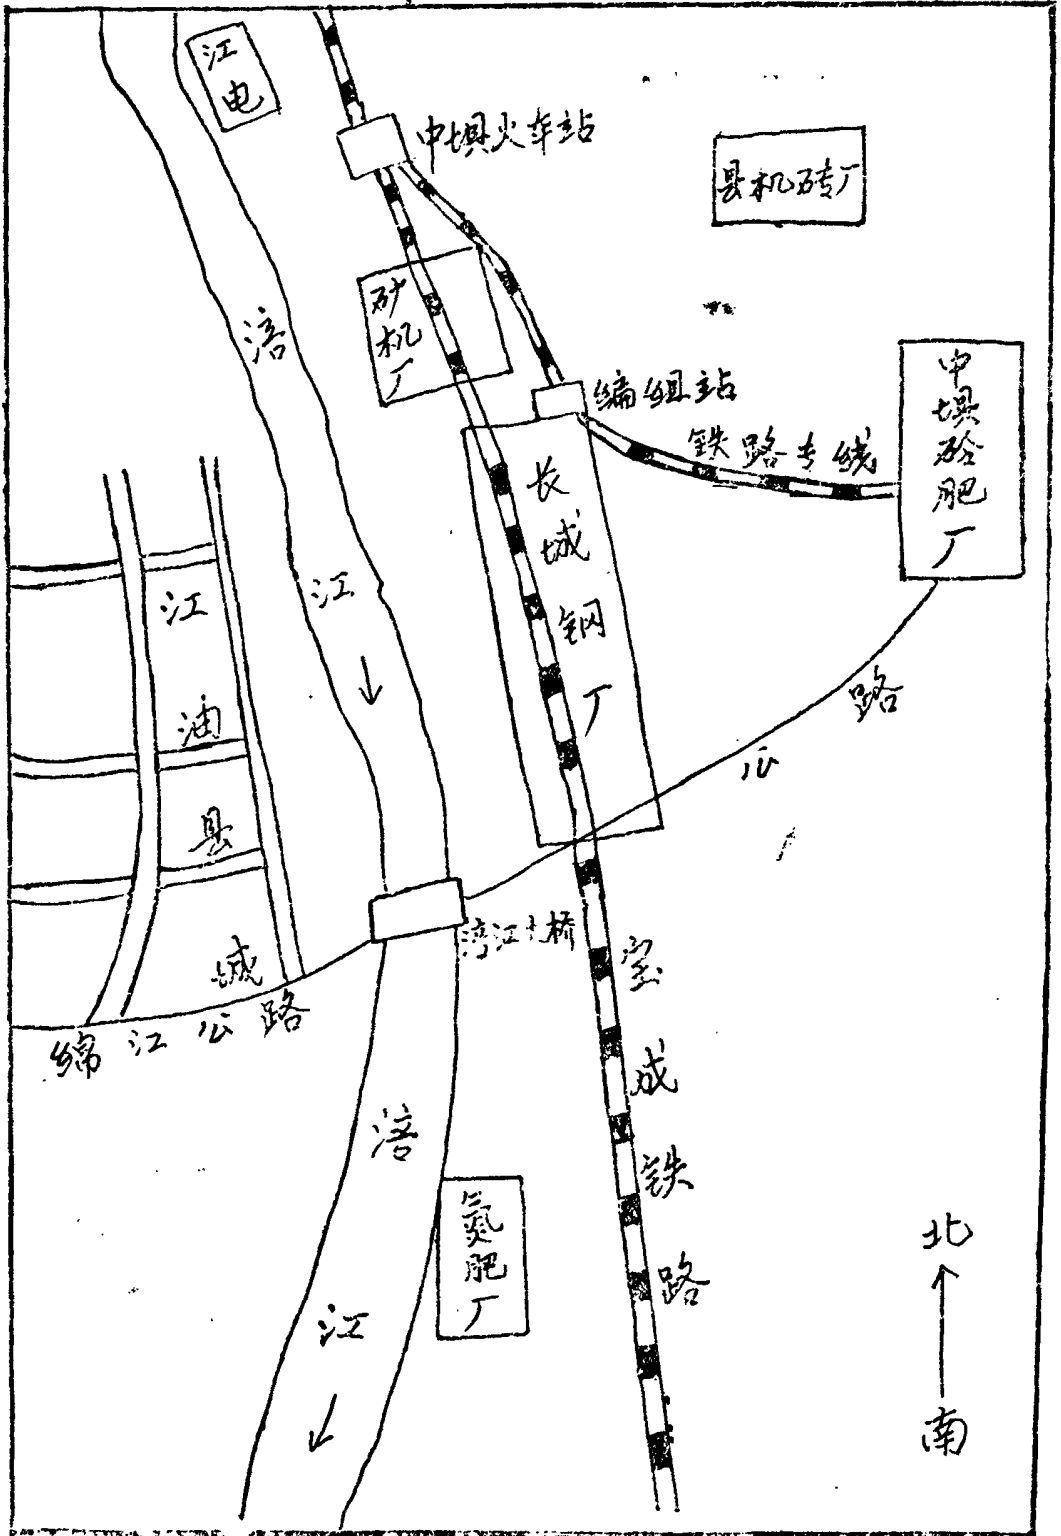 江电
中坝火车站
县机砖厂
砂机厂
涪江
编组站
铁路专线
中坝磷肥厂
长城钢厂
江油县城
公路
涪江大桥
绵江公路
宝成铁路
涪江
氮肥厂
北
南